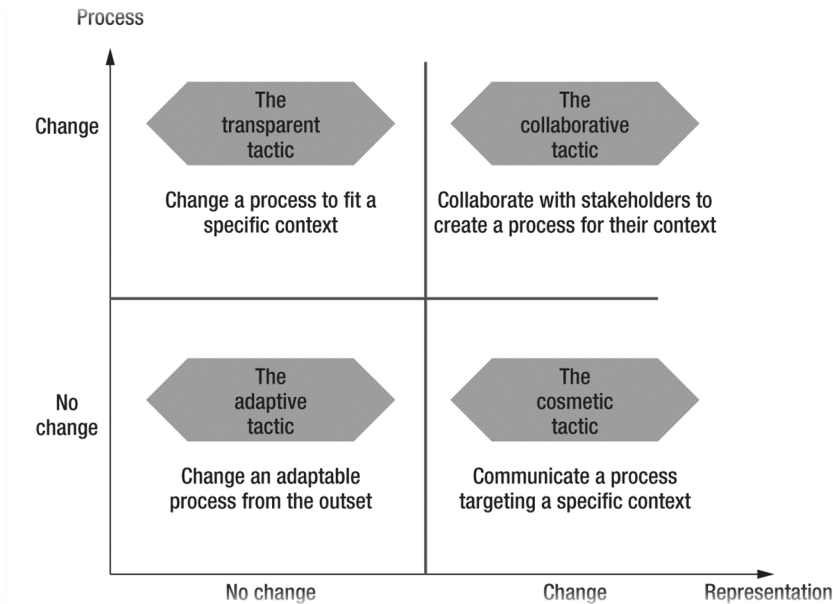 Process
Change
The
transparent
tactic
Change a process to fit a
specific context
The
collaborative
tactic
Collaborate with stakeholders to
create a process for their context
No
change
The
adaptive
tactic
Change an adaptable
process from the outset
The
cosmetic
tactic
Communicate a process
targeting a specific context
No change
Change
Representation